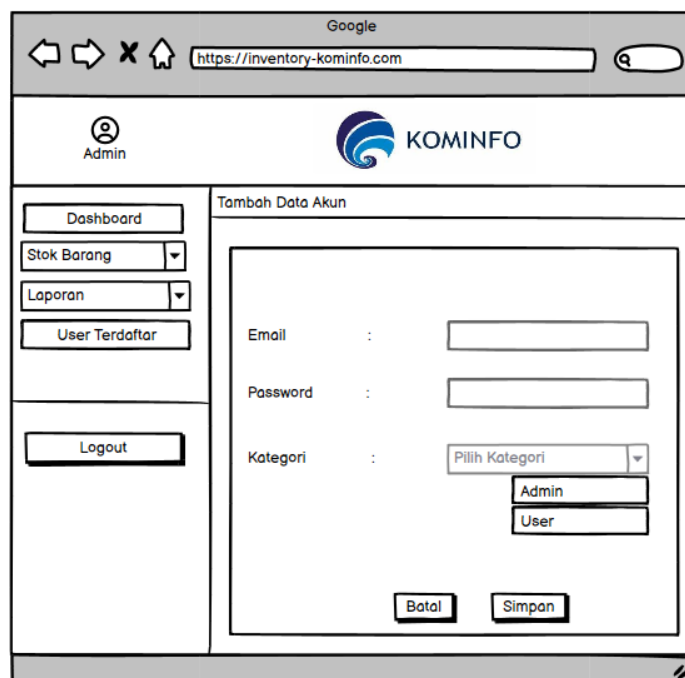 Google
https://inventory-kominfo.com
Admin
KOMINFO
Dashboard
Stok Barang
Laporan
User Terdaftar
Logout
Tambah Data Akun
Email :
Password :
Kategori : Pilih Kategori
Admin
User
Batal Simpan